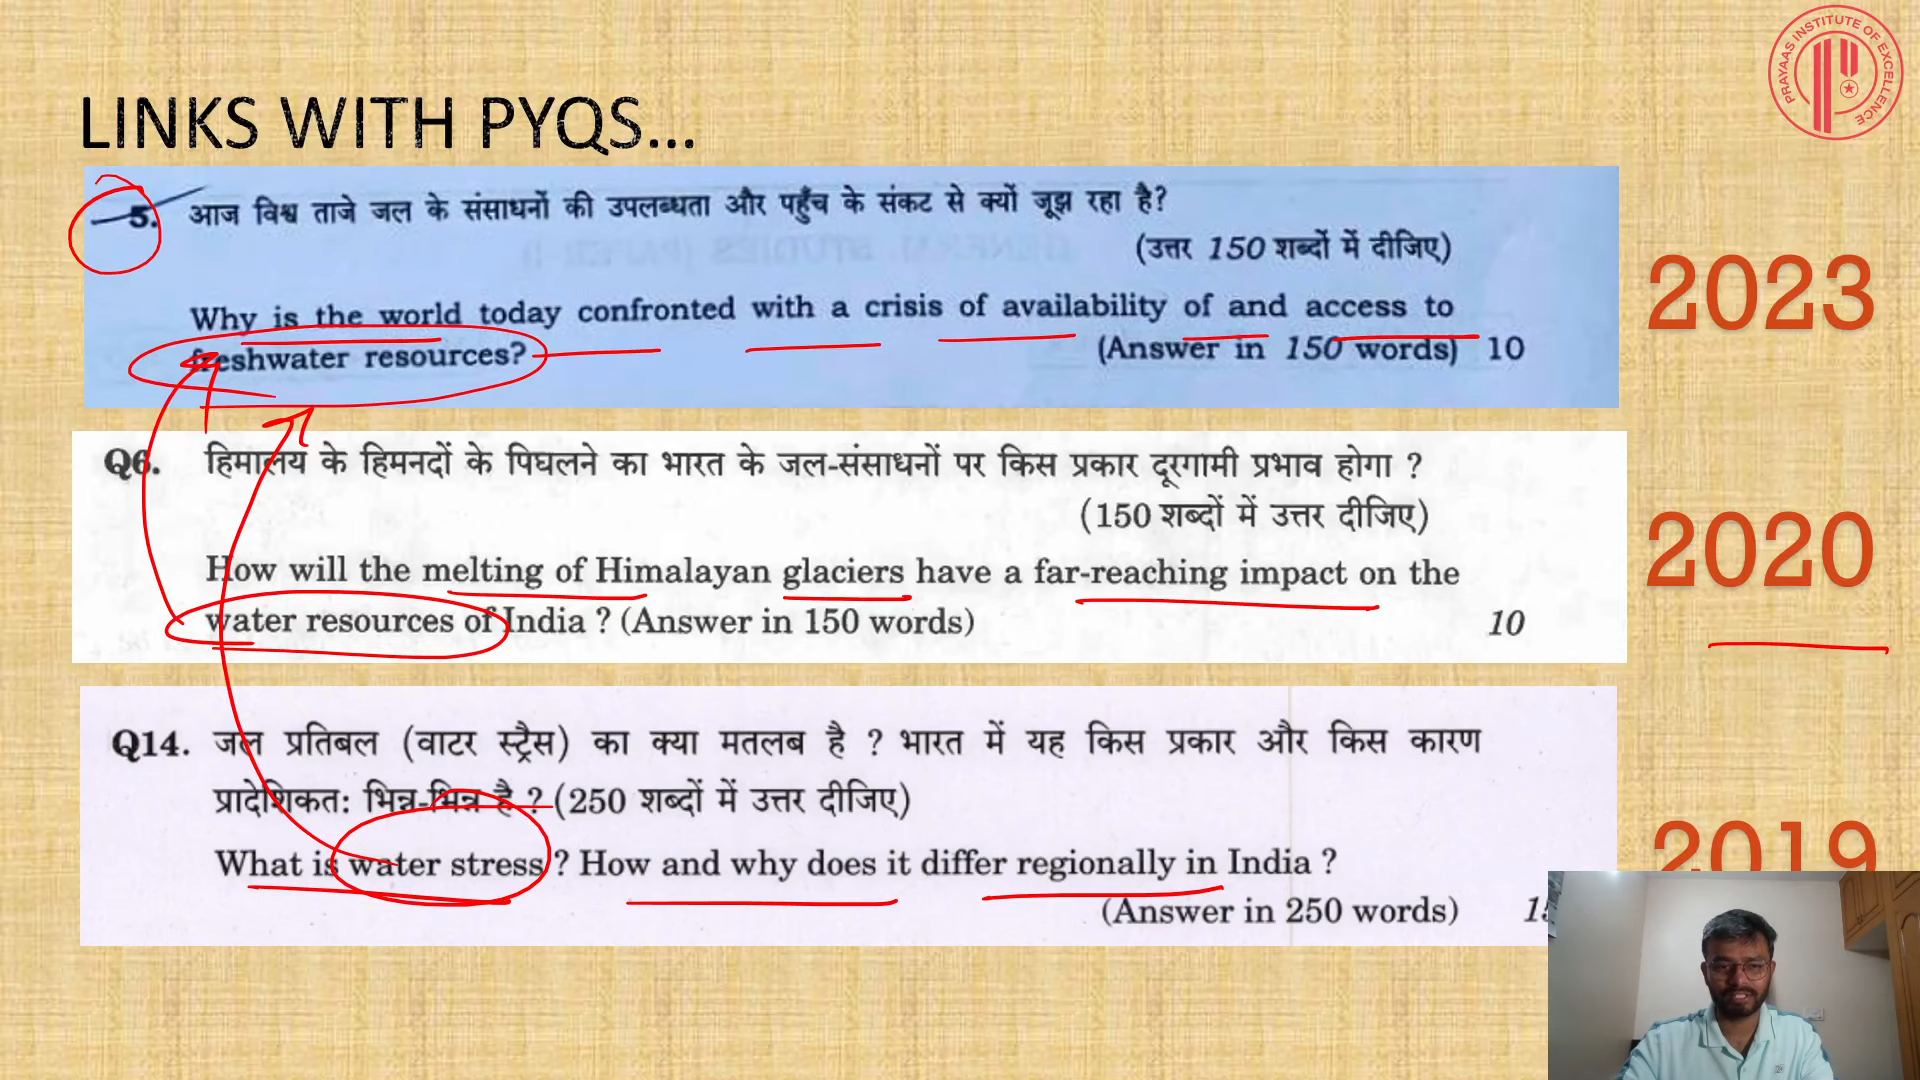 PRAYAAS INSTITUTE OF EXCELLENCE
LINKS WITH PYQS...
5. आज विश्व ताजे जल के संसाधनों की उपलब्धता और पहुँच के संकट से क्यों जूझ रहा है?
(उत्तर 150 शब्दों में दीजिए)
Why is the world today confronted with a crisis of availability of and access to
freshwater resources? (Answer in 150 words) 10
2023
Q6. हिमालय के हिमनदों के पिघलने का भारत के जल-संसाधनों पर किस प्रकार दूरगामी प्रभाव होगा ?
(150 शब्दों में उत्तर दीजिए)
How will the melting of Himalayan glaciers have a far-reaching impact on the
water resources of India ? (Answer in 150 words) 10
2020
Q14. जल प्रतिबल (वाटर स्ट्रैस) का क्या मतलब है ? भारत में यह किस प्रकार और किस कारण
प्रादेशिकतः भिन्न-भिन्न है ? (250 शब्दों में उत्तर दीजिए)
What is water stress ? How and why does it differ regionally in India ?
(Answer in 250 words)
2019